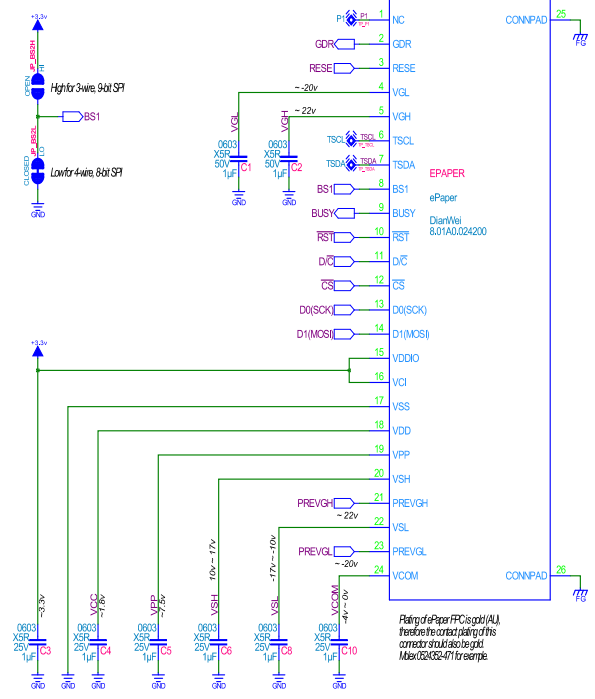 +3.3v
JP_BS2H
HI
OPEN
High for 3-wire, 9-bit SPI
BS1
JP_BS2L
LO
CLOSED
Low for 4-wire, 8-bit SPI
GND
P1 P1 1 NC
CONNPAD 25
FG
GDR 2 GDR
RESE 3 RESE
~ -20v 4 VGL
VGL
~ 22v 5 VGH
VGH
TSCL TSCL 6 TSCL
TP_TSCL
TSDA TSDA 7 TSDA
TP_TSDA
0603
X5R
50V
1µF
C1
GND
0603
X5R
50V
1µF
C2
GND
EPAPER
ePaper
DianWei
8.01A0.024200
BS1 8 BS1
BUSY 9 BUSY
RST 10 RST
D/C 11 D/C
CS 12 CS
D0(SCK) 13 D0(SCK)
D1(MOSI) 14 D1(MOSI)
+3.3v
15 VDDIO
16 VCI
17 VSS
18 VDD
19 VPP
20 VSH
PREVGH 21 PREVGH
~ 22v
22 VSL
PREVGL 23 PREVGL
~ -20v
24 VCOM
CONNPAD 26
FG
~3.3v
0603
X5R
25V
1µF
C3
GND
GND
VCC
~1.8v
0603
X5R
25V
1µF
C4
GND
VPP
~7.5v
0603
X5R
25V
1µF
C5
GND
VSH
10v ~ 17v
0603
X5R
25V
1µF
C6
GND
VSL
-17v ~ -10v
0603
X5R
25V
1µF
C8
GND
VCOM
-4v ~ 0v
0603
X5R
25V
1µF
C10
GND
Plating of ePaper FPC is gold (AU),
therefore the contact plating of this
connector should also be gold.
Molex 0524352-471 for example.